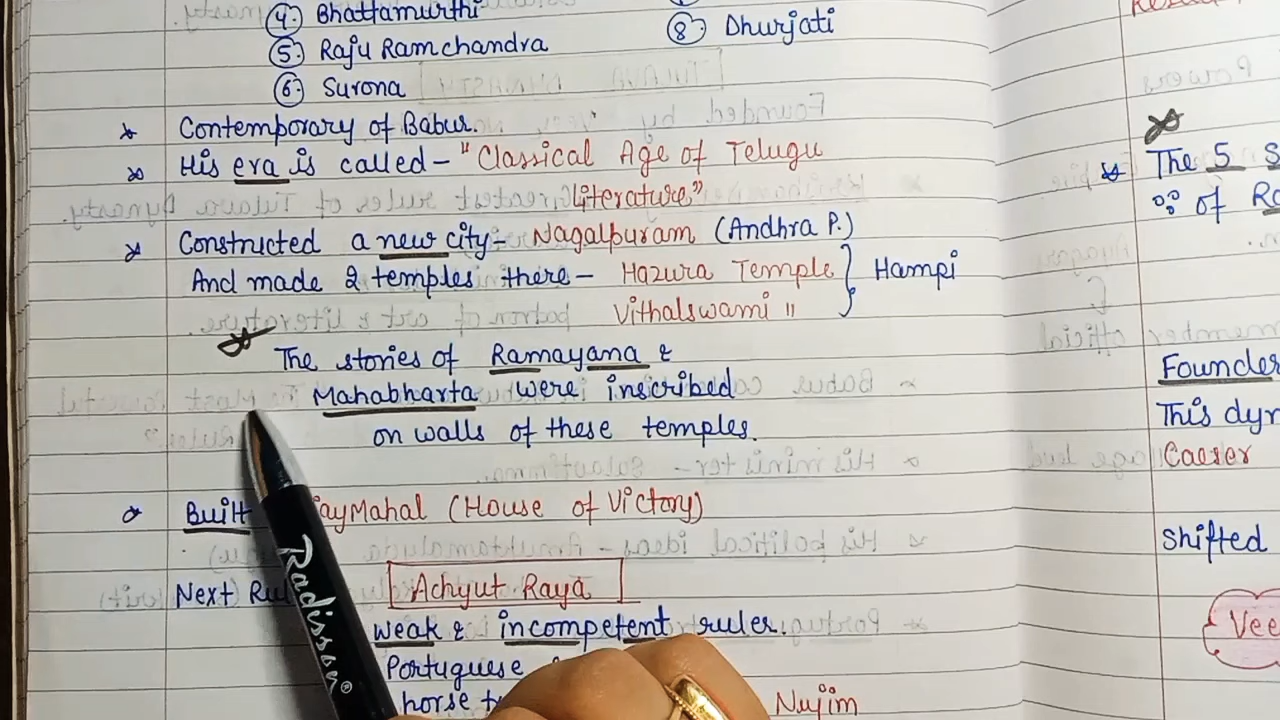 ④ Bhattamurthi
⑤ Raju Ramchandra
⑧ Dhurjati
⑥ Surona
Contemporary of Babur.
His era is called - "Classical Age of Telugu
literature"
Constructed a new city - Nagalpuram (Andhra P.)
And made 2 temples there - Hazura Temple
Vithalswami "
} Hampi
The stories of Ramayana &
Mahabharta were inscribed
on walls of these temples.
Built ayMahal (House of Victory)
Next Ru
Achyut Raya
weak & incompetent ruler.
Portuguese
horse
Nujim
Radisson®
The 5 S
of Ra
Founder
This dyn
Caeser
Shifted
Vee